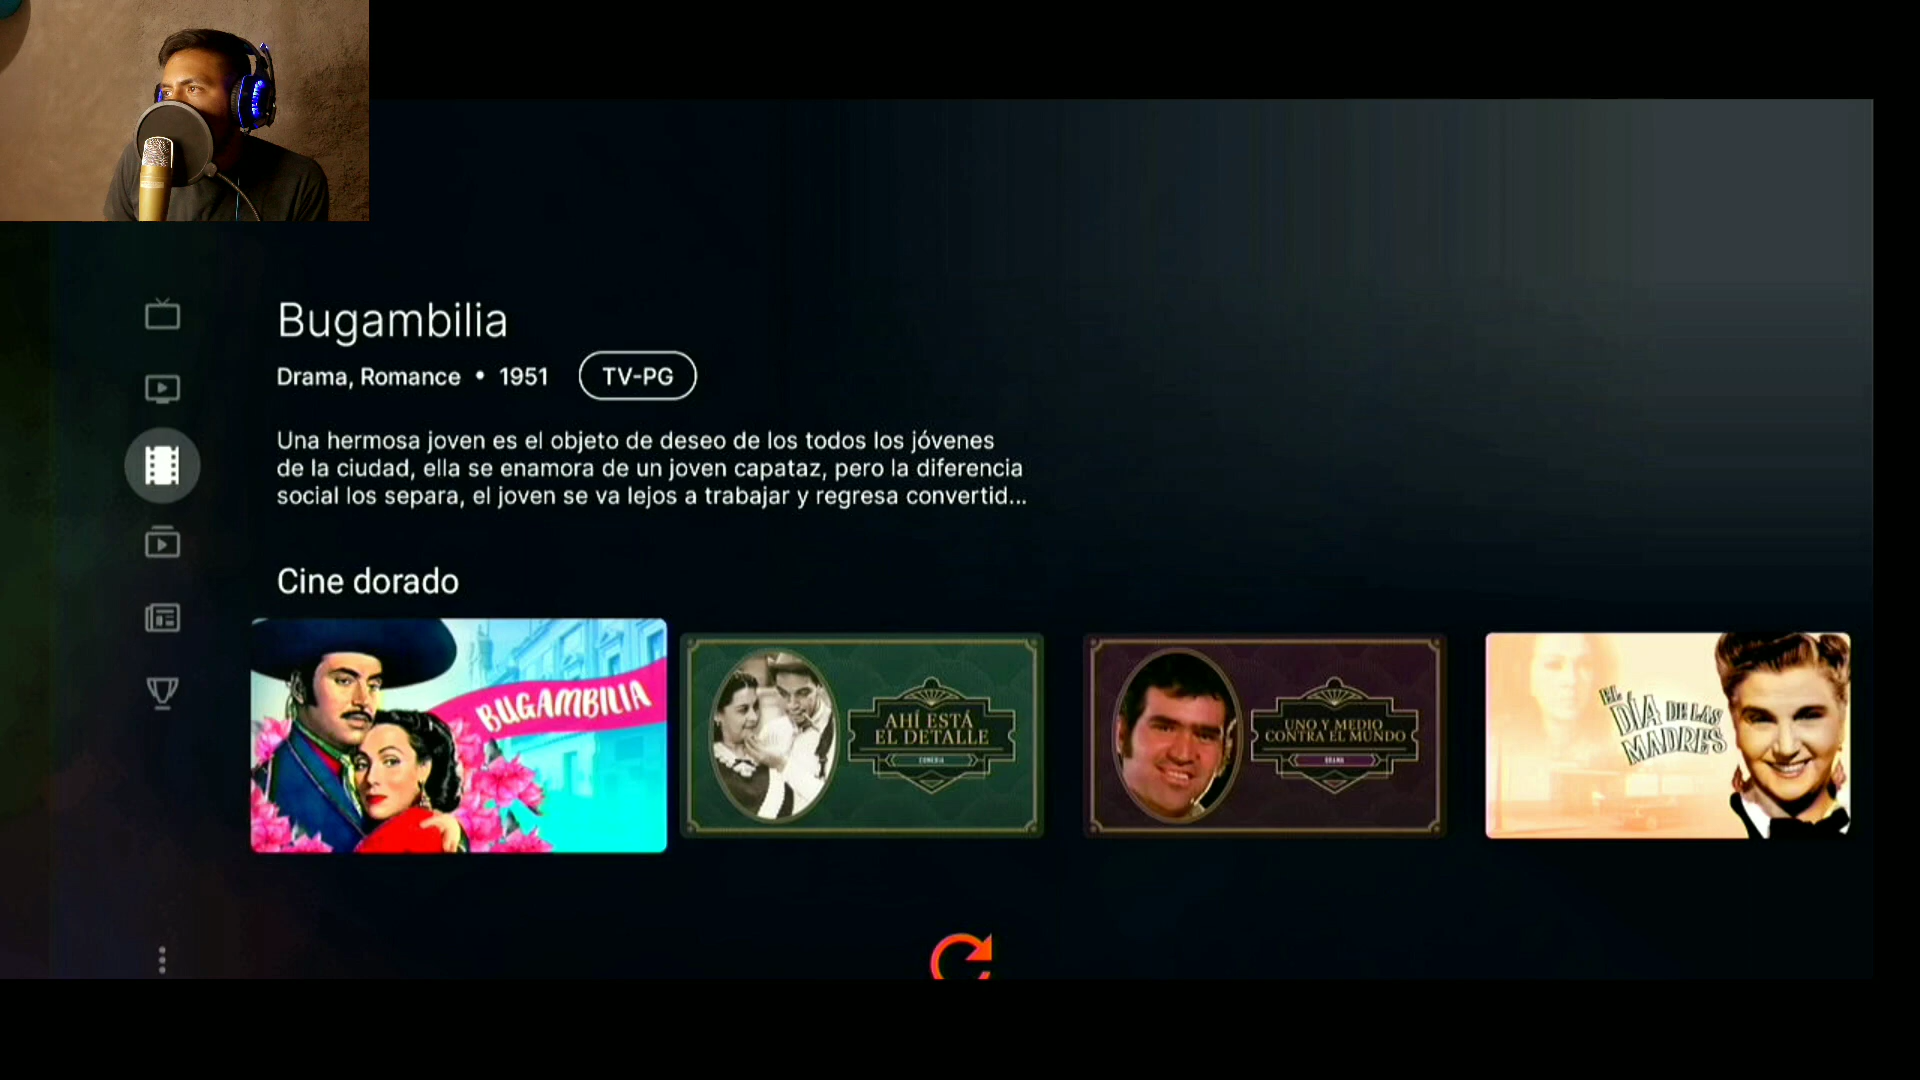 Bugambilia
Drama, Romance • 1951 TV-PG
Una hermosa joven es el objeto de deseo de los todos los jóvenes
de la ciudad, ella se enamora de un joven capataz, pero la diferencia
social los separa, el joven se va lejos a trabajar y regresa convertid...
Cine dorado
BUGAMBILIA
AHÍ ESTÁ
EL DETALLE
COMEDIA
UNO Y MEDIO
CONTRA EL MUNDO
DRAMA
EL
DÍA DE LAS
MADRES